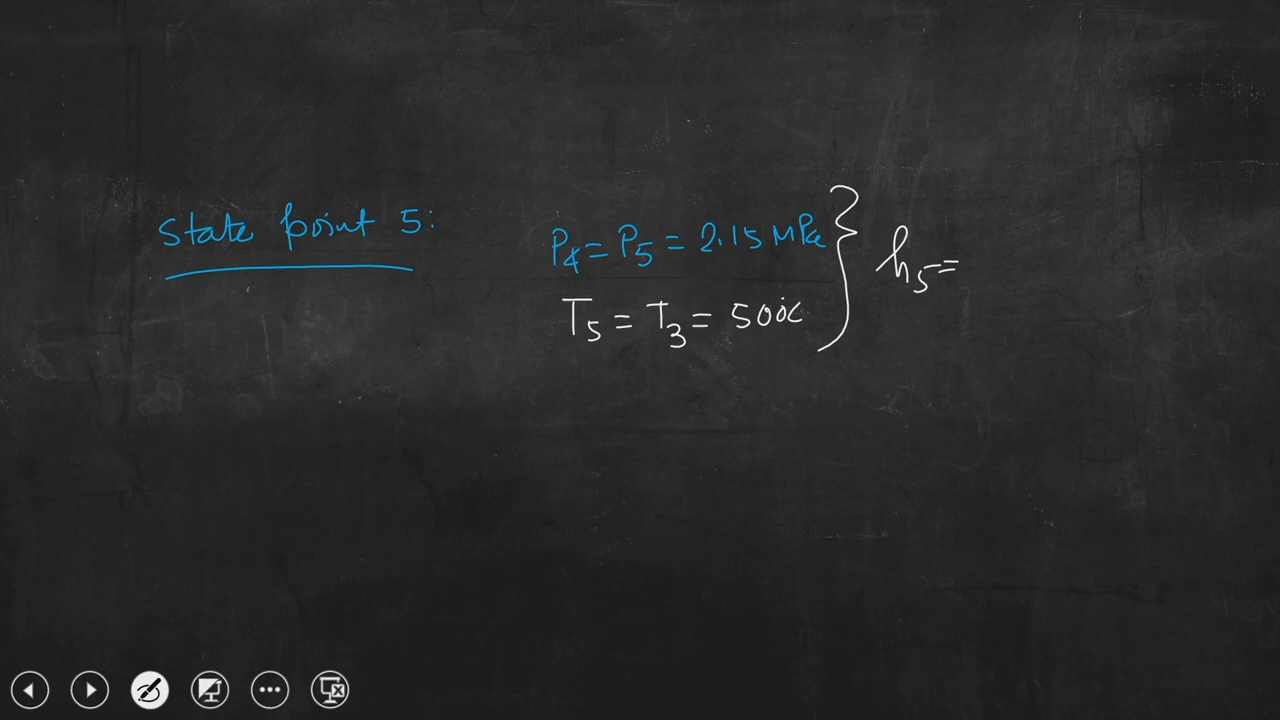 State point 5:
P4 = P5 = 2.15 MPa
T5 = T3 = 500°C
h5 =